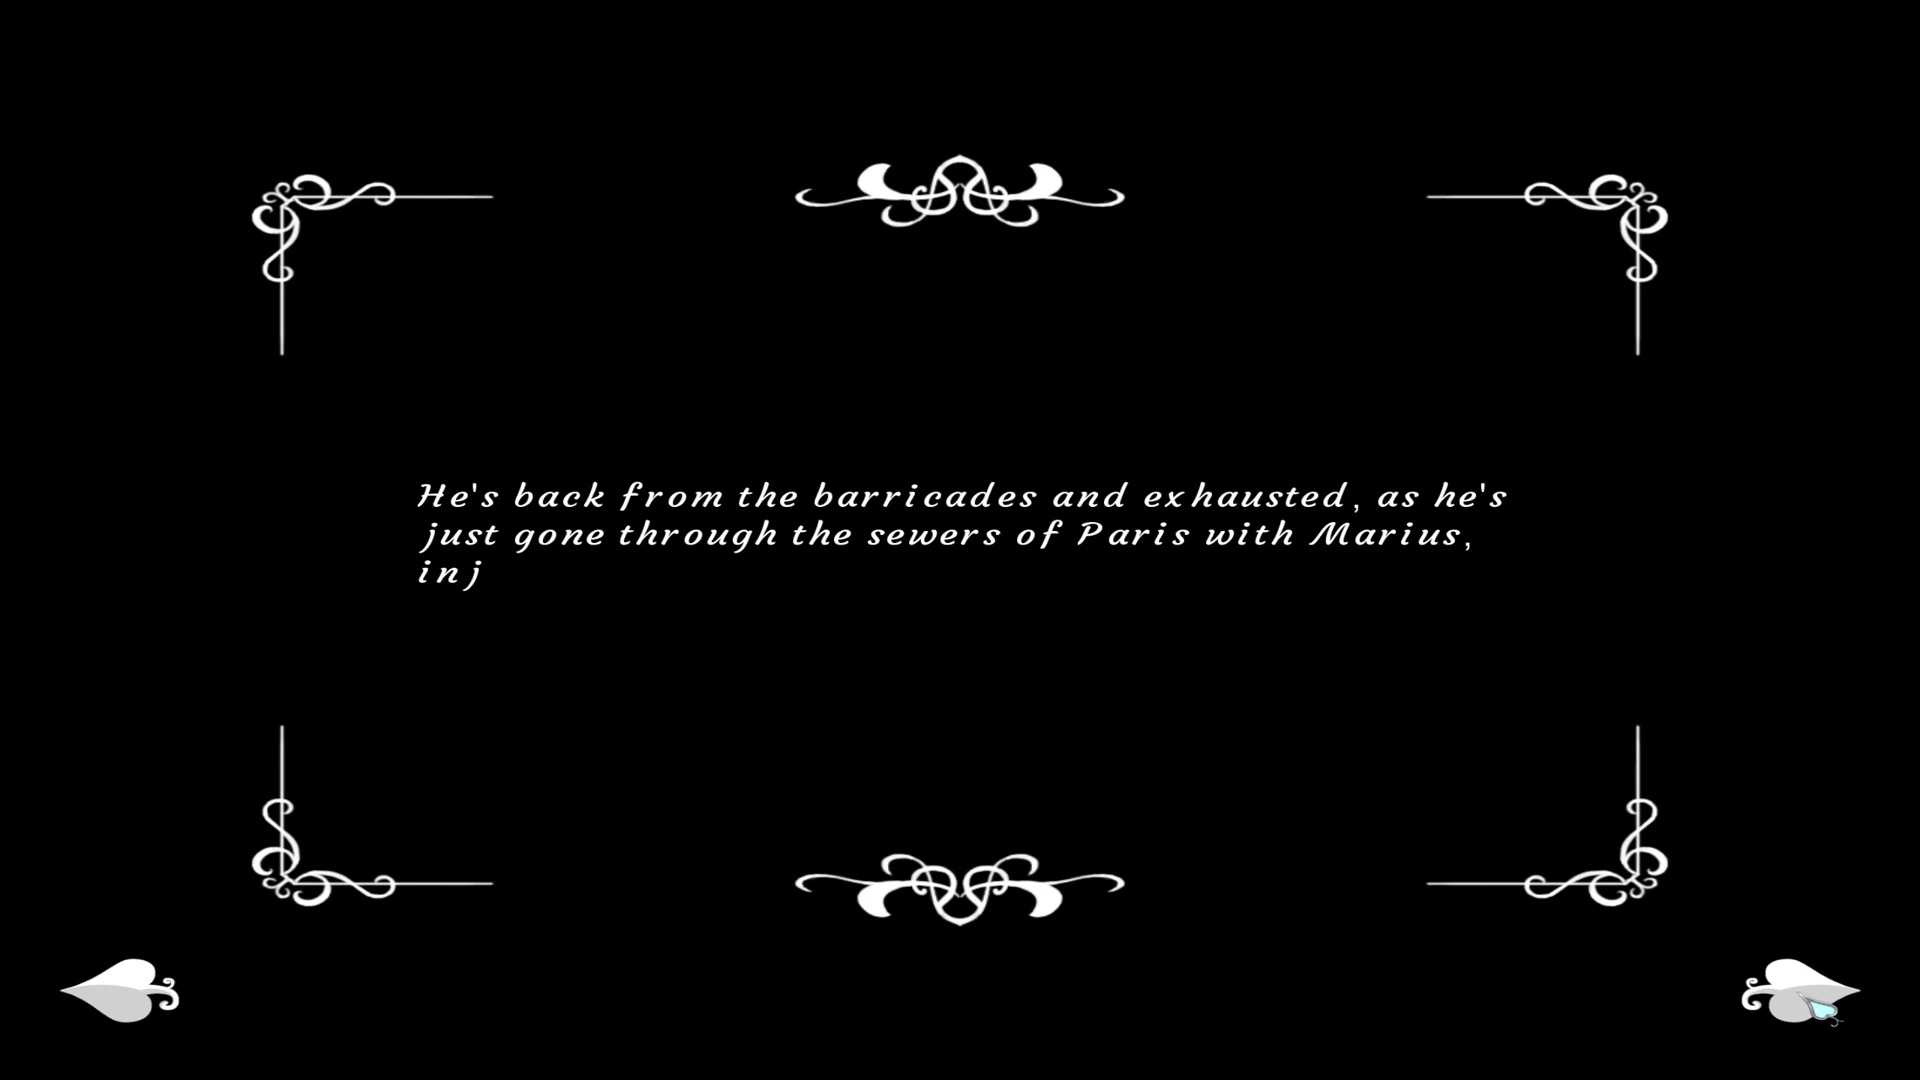 He's back from the barricades and exhausted, as he's
just gone through the sewers of Paris with Marius,
inj